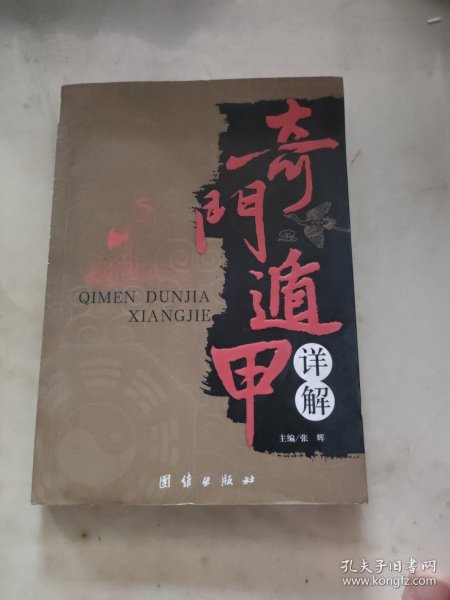 奇門遁甲
详解
QIMEN DUNJIA
XIANGJIE
主编/张 辉
团结出版社
孔夫子旧书网
www.kongfz.com